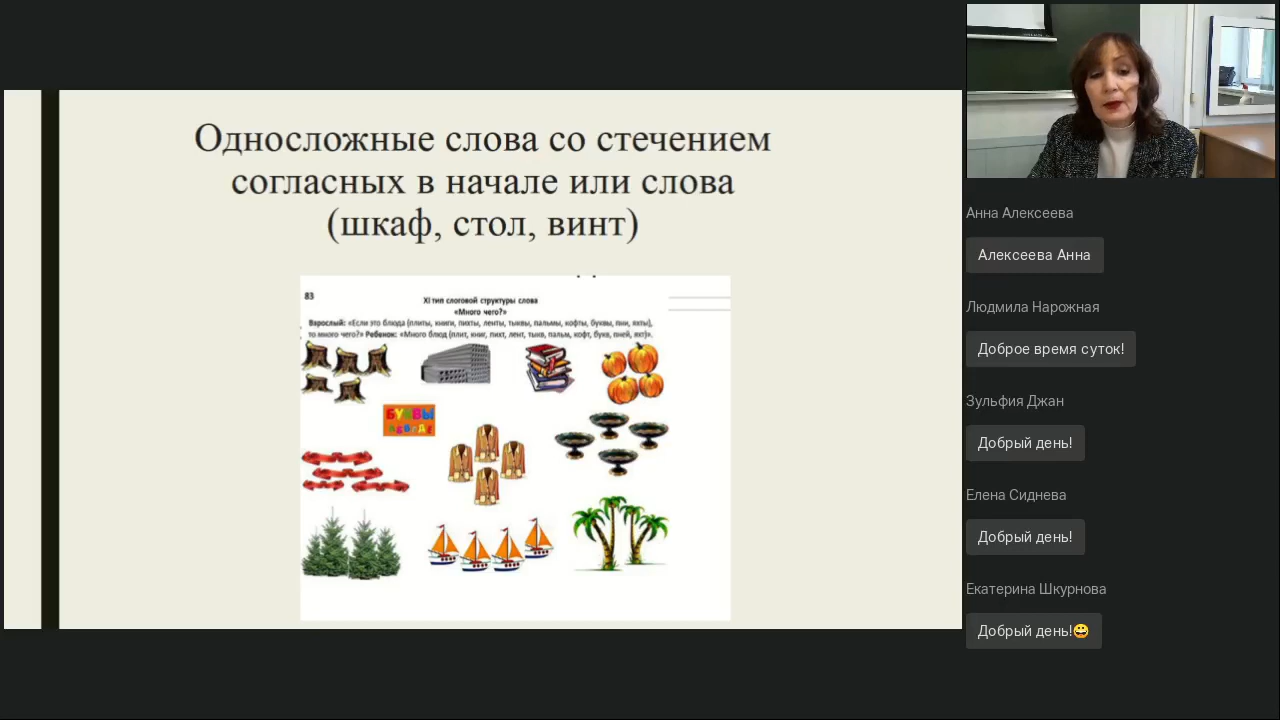 Односложные слова со стечением
согласных в начале или слова
(шкаф, стол, винт)
83
XI тип слоговой структуры слова
«Много чего?»
Взрослый: «Если это блюда (плиты, книги, пихты, ленты, тыквы, пальмы, кофты, буквы, пни, яхты),
то много чего?» Ребенок: «Много блюд (плит, книг, пихт, лент, тыкв, пальм, кофт, букв, пней, яхт)».
БУКВЫ
Анна Алексеева
Алексеева Анна
Людмила Нарожная
Доброе время суток!
Зульфия Джан
Добрый день!
Елена Сиднева
Добрый день!
Екатерина Шкурнова
Добрый день!😀